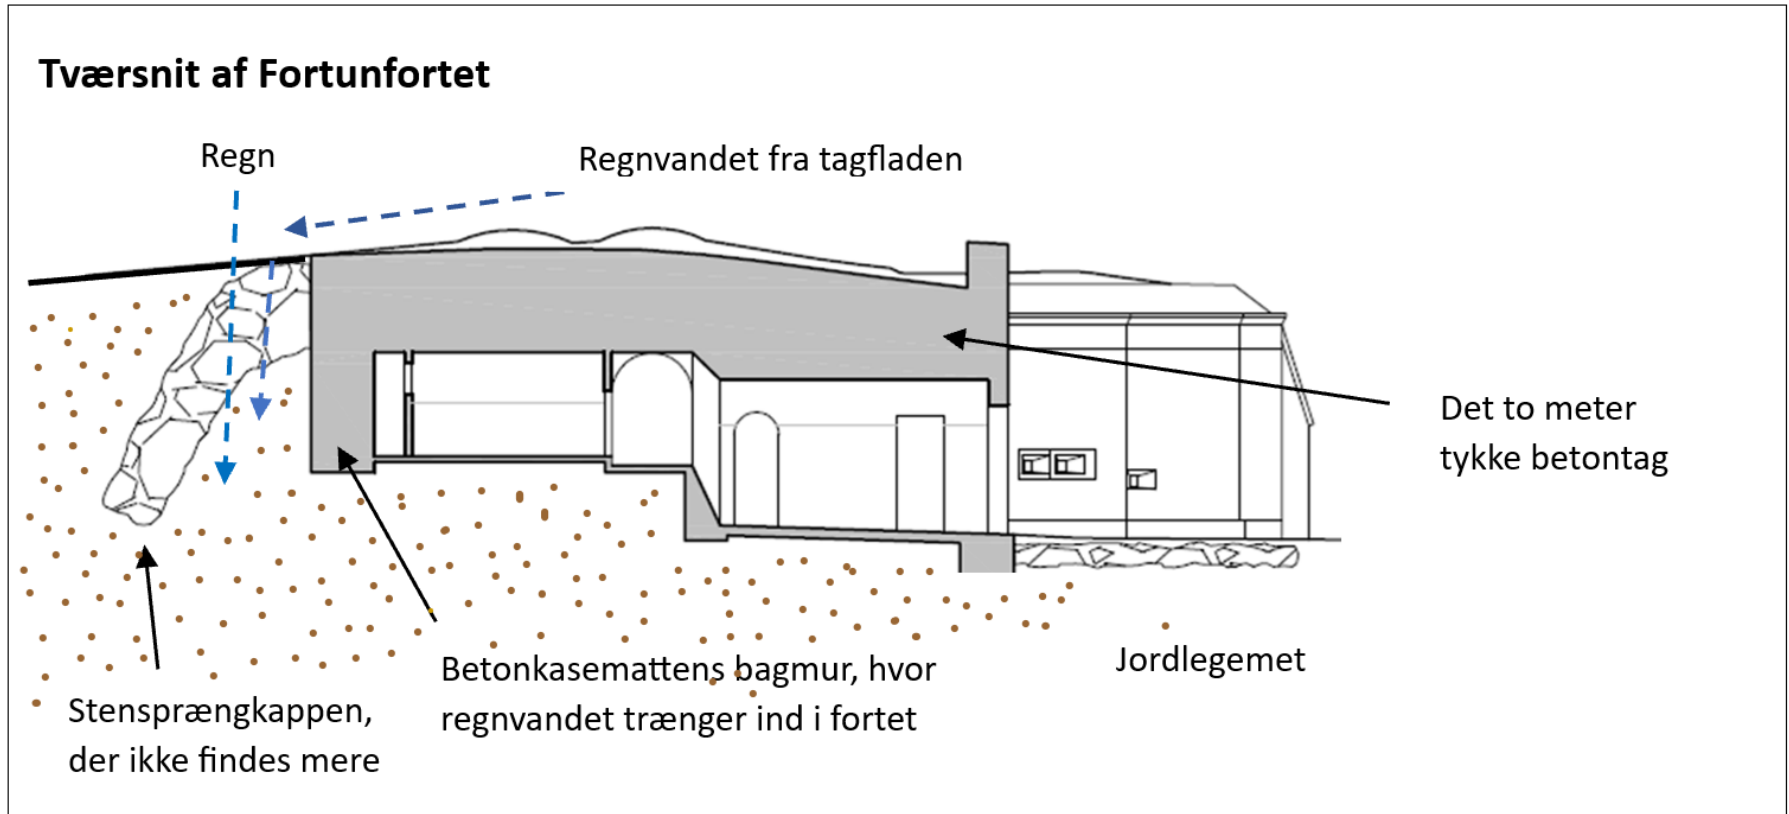 Tværsnit af Fortunfortet
Regn
Regnvandet fra tagfladen
Det to meter
tykke betontag
Jordlegemet
Betonkasemattens bagmur, hvor
regnvandet trænger ind i fortet
Stensprængkappen,
der ikke findes mere